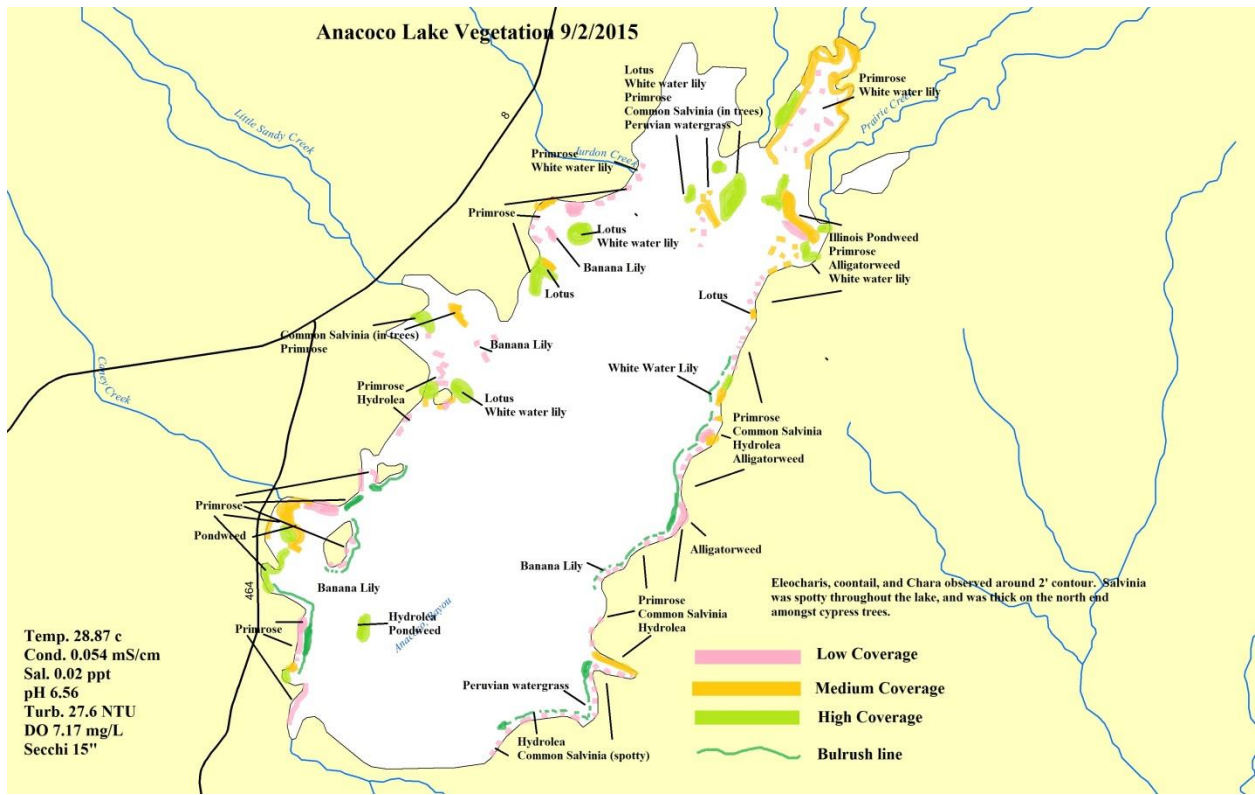 Anacoco Lake Vegetation 9/2/2015
Lotus
White water lily
Primrose
Common Salvinia (in trees)
Peruvian watergrass
Primrose
White water lily
Prairie Creek
Little Sandy Creek
8
Jurdon Creek
Primrose
White water lily
Primrose
Lotus
White water lily
Banana Lily
Lotus
Illinois Pondweed
Primrose
Alligatorweed
White water lily
Lotus
Common Salvinia (in trees)
Primrose
Banana Lily
Caney Creek
Primrose
Hydrolea
Lotus
White water lily
White Water Lily
Primrose
Common Salvinia
Hydrolea
Alligatorweed
Primrose
Pondweed
Alligatorweed
Banana Lily
Banana Lily
464
Eleocharis, coontail, and Chara observed around 2' contour.  Salvinia
was spotty throughout the lake, and was thick on the north end
amongst cypress trees.
Primrose
Common Salvinia
Hydrolea
Hydrolea
Pondweed
Anacoco Bayou
Primrose
Temp. 28.87 c
Cond. 0.054 mS/cm
Sal. 0.02 ppt
pH 6.56
Turb. 27.6 NTU
DO 7.17 mg/L
Secchi 15"
Peruvian watergrass
Hydrolea
Common Salvinia (spotty)
Low Coverage
Medium Coverage
High Coverage
Bulrush line